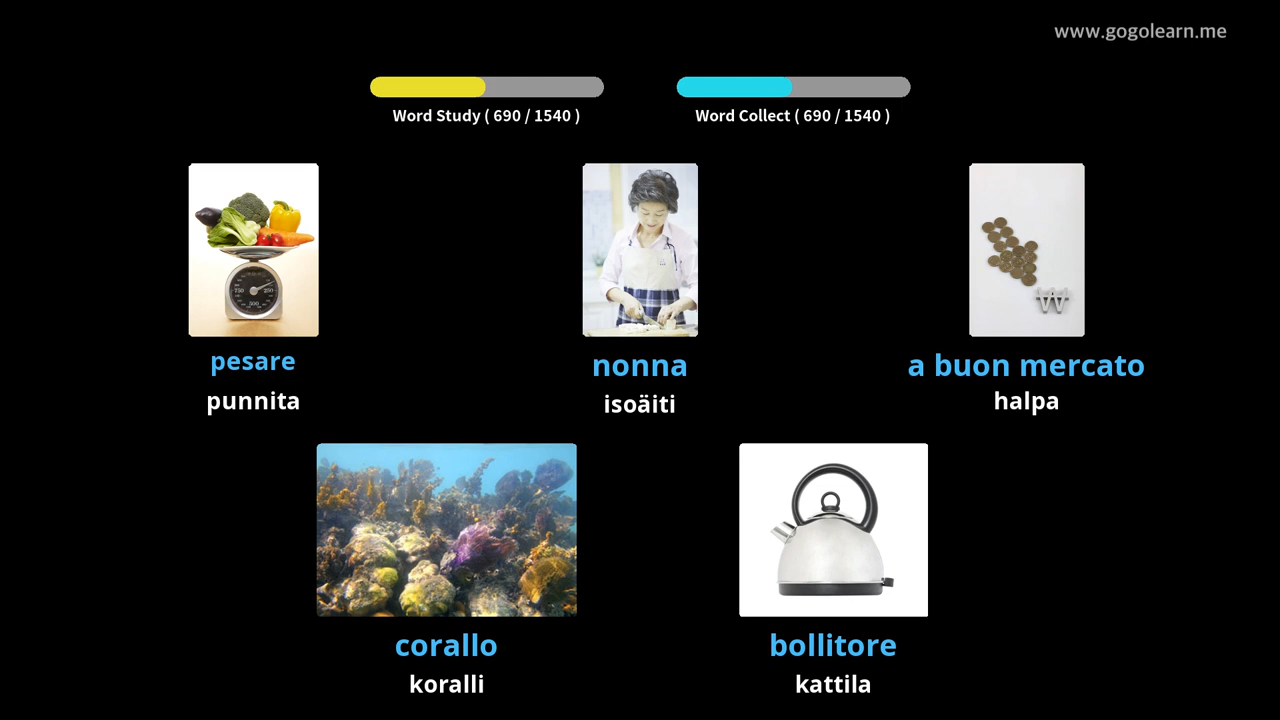 www.gogolearn.me
Word Study ( 690 / 1540 )
Word Collect ( 690 / 1540 )
pesare
punnita
nonna
isoäiti
a buon mercato
halpa
corallo
koralli
bollitore
kattila